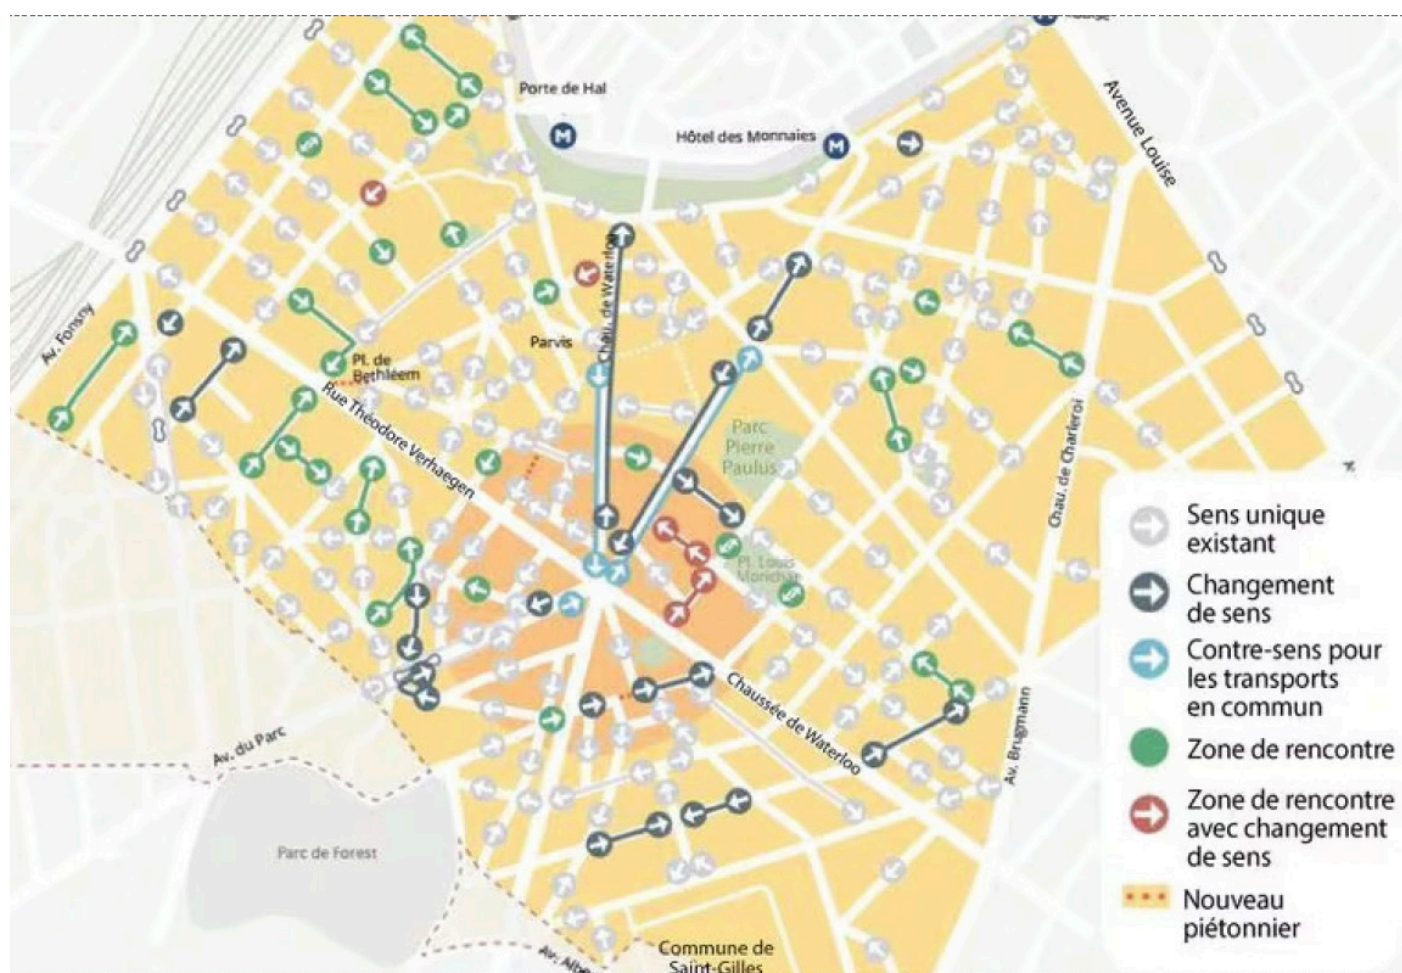 Porte de Hal
M
Hôtel des Monnaies
M
Avenue Louise
Chau. de Waterloo
Parvis
Av. Fonsny
Pl. de
Bethléem
Rue Théodore Verhaegen
Parc
Pierre
Paulus
Chau. de Charleroi
Pl. Louis
Morichar
Chaussée de Waterloo
Av. Brugmann
Av. du Parc
Parc de Forest
Commune de
Saint-Gilles
Sens unique
existant
Changement
de sens
Contre-sens pour
les transports
en commun
Zone de rencontre
Zone de rencontre
avec changement
de sens
Nouveau
piétonnier